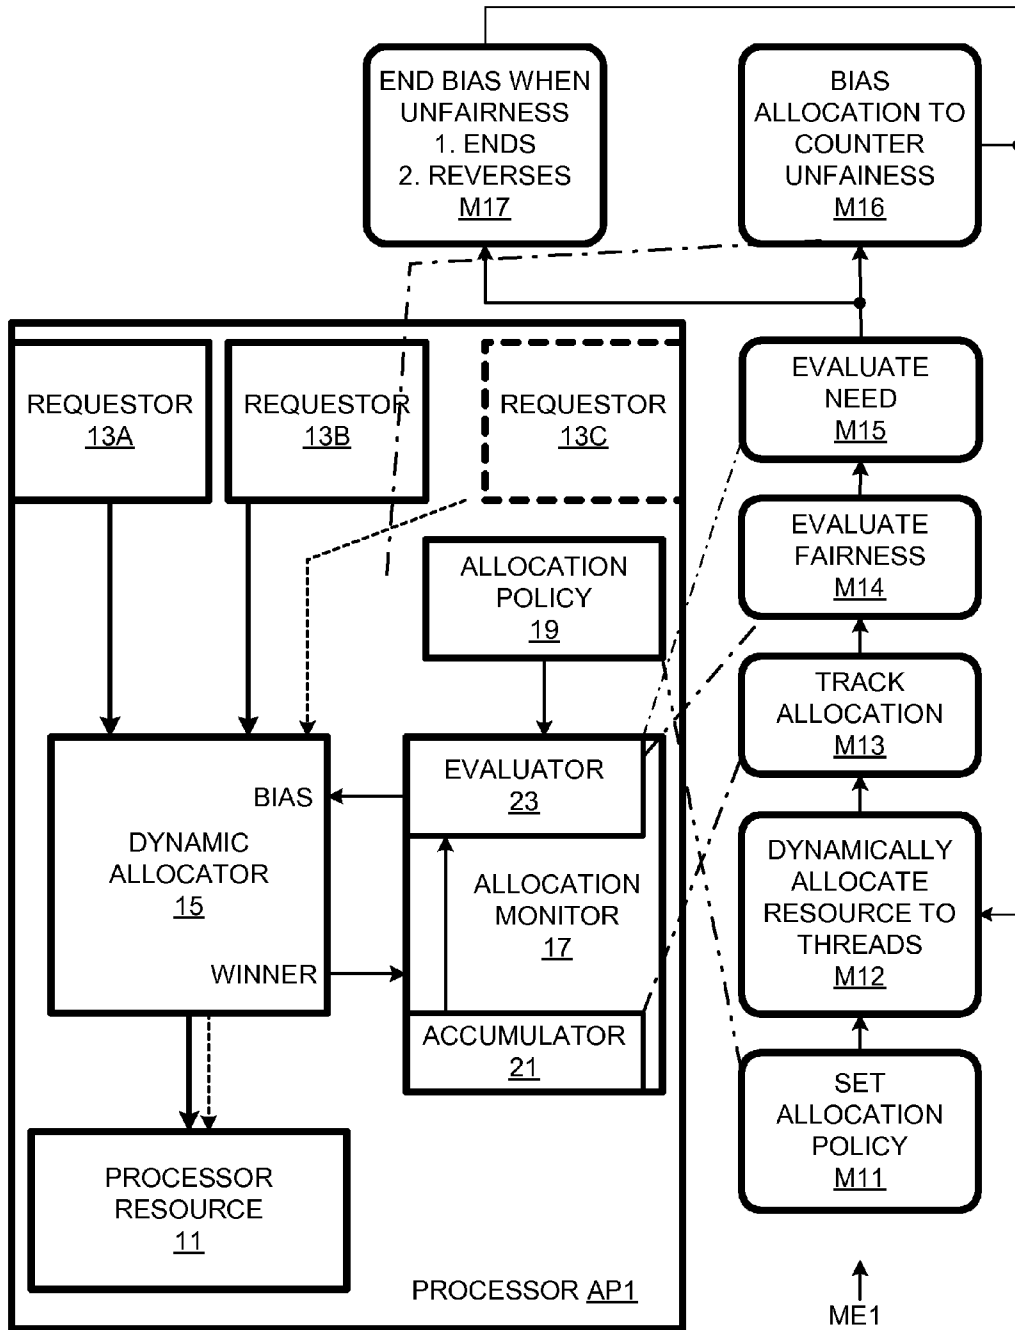 END BIAS WHEN
UNFAIRNESS
1. ENDS
2. REVERSES
M17
BIAS
ALLOCATION TO
COUNTER
UNFAINESS
M16
REQUESTOR
13A
REQUESTOR
13B
REQUESTOR
13C
EVALUATE
NEED
M15
EVALUATE
FAIRNESS
M14
ALLOCATION
POLICY
19
TRACK
ALLOCATION
M13
BIAS
DYNAMIC
ALLOCATOR
15
WINNER
EVALUATOR
23
ALLOCATION
MONITOR
17
ACCUMULATOR
21
DYNAMICALLY
ALLOCATE
RESOURCE TO
THREADS
M12
SET
ALLOCATION
POLICY
M11
PROCESSOR
RESOURCE
11
PROCESSOR AP1
ME1